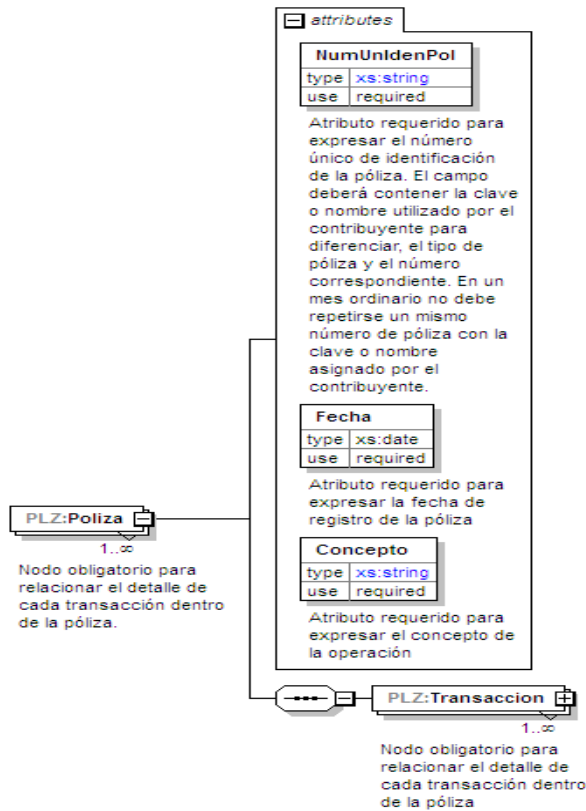 attributes
NumUnIdenPol
type xs:string
use required
Atributo requerido para
expresar el número
único de identificación
de la póliza. El campo
deberá contener la clave
o nombre utilizado por el
contribuyente para
diferenciar, el tipo de
póliza y el número
correspondiente. En un
mes ordinario no debe
repetirse un mismo
número de póliza con la
clave o nombre
asignado por el
contribuyente.
Fecha
type xs:date
use required
Atributo requerido para
expresar la fecha de
registro de la póliza
PLZ:Poliza
1..∞
Nodo obligatorio para
relacionar el detalle de
cada transacción dentro
de la póliza.
Concepto
type xs:string
use required
Atributo requerido para
expresar el concepto de
la operación
PLZ:Transaccion
1..∞
Nodo obligatorio para
relacionar el detalle de
cada transacción dentro
de la póliza